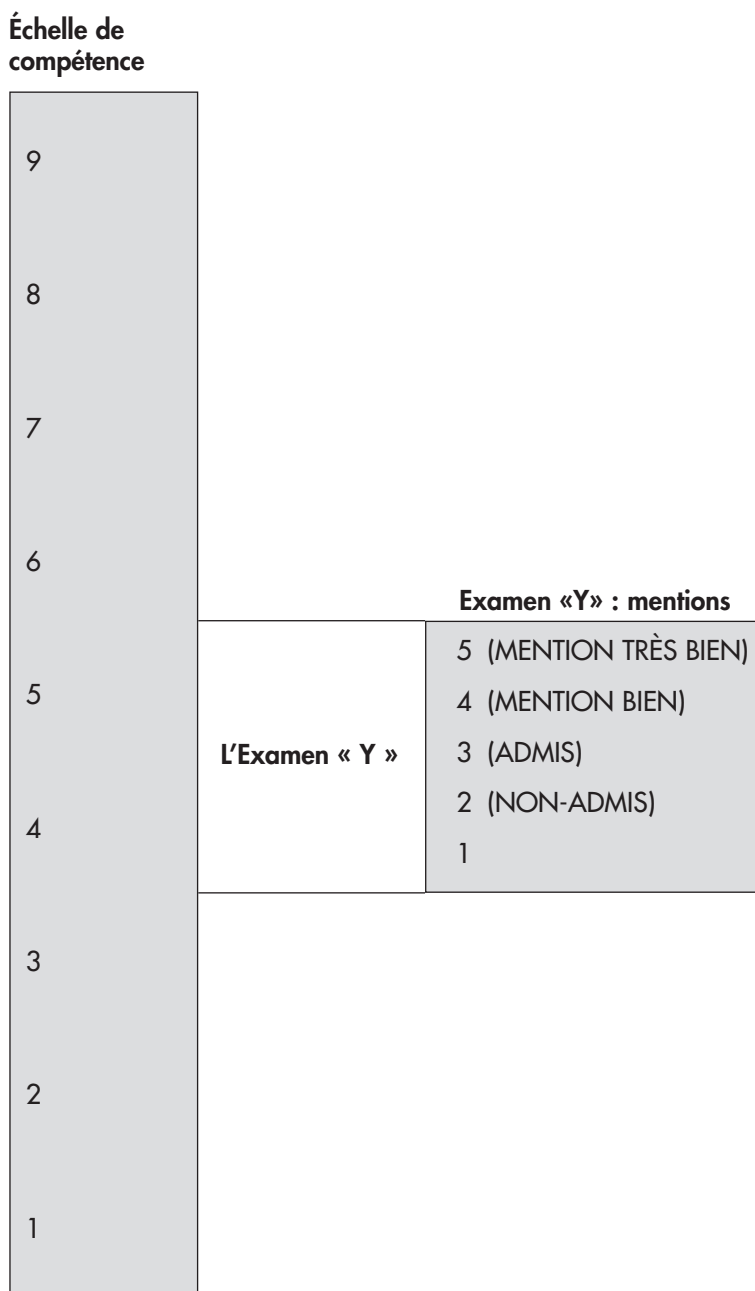 Échelle de
compétence
9
8
7
6
Examen «Y» : mentions
5 (MENTION TRÈS BIEN)
5
4 (MENTION BIEN)
L'Examen « Y »
3 (ADMIS)
2 (NON-ADMIS)
4
1
3
2
1